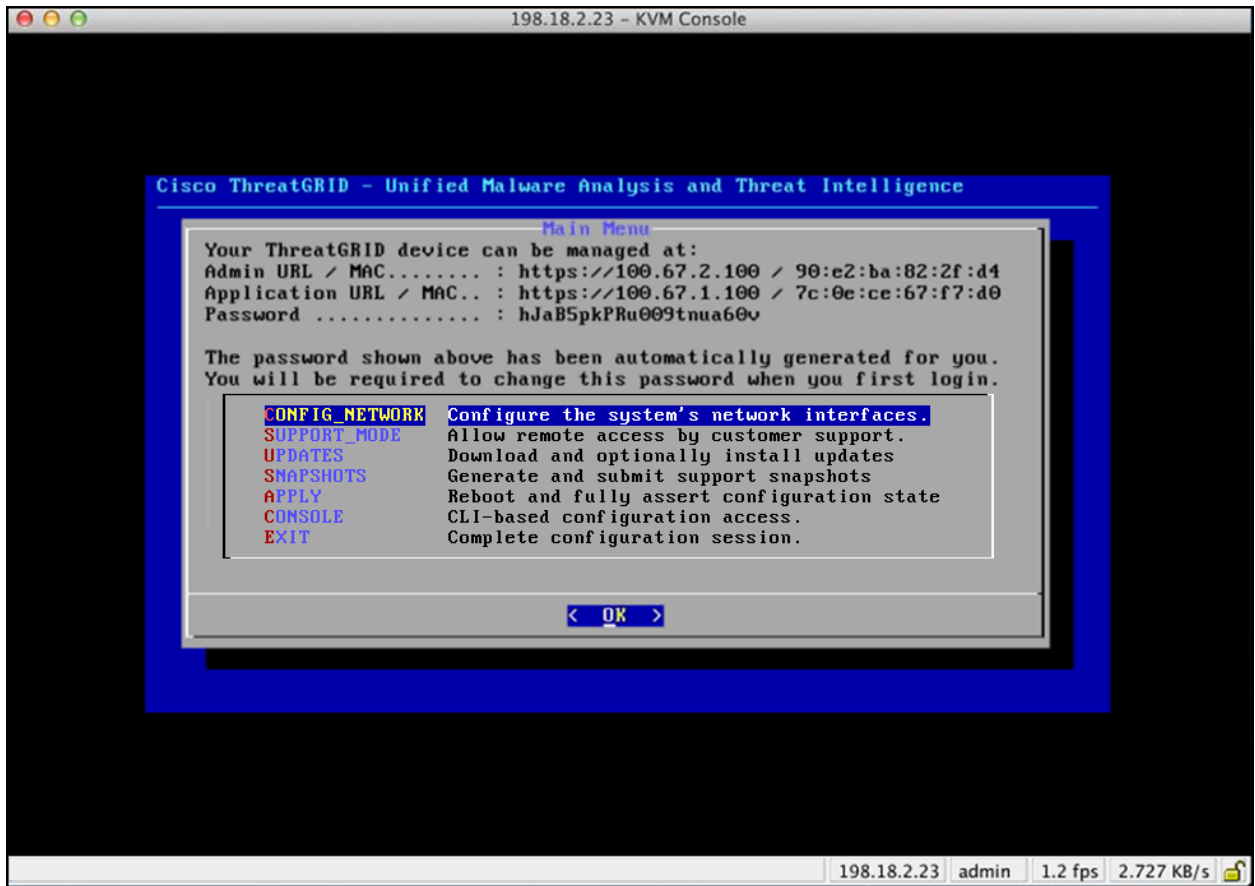 198.18.2.23 – KVM Console
Cisco ThreatGRID - Unified Malware Analysis and Threat Intelligence
Main Menu
Your ThreatGRID device can be managed at:
Admin URL / MAC........ : https://100.67.2.100 / 90:e2:ba:82:2f:d4
Application URL / MAC.. : https://100.67.1.100 / 7c:0e:ce:67:f7:d0
Password .............. : hJaB5pkPRu009tnua60v
The password shown above has been automatically generated for you.
You will be required to change this password when you first login.
CONFIG_NETWORK Configure the system's network interfaces.
SUPPORT_MODE Allow remote access by customer support.
UPDATES Download and optionally install updates
SNAPSHOTS Generate and submit support snapshots
APPLY Reboot and fully assert configuration state
CONSOLE CLI-based configuration access.
EXIT Complete configuration session.
< OK >
198.18.2.23 admin 1.2 fps 2.727 KB/s